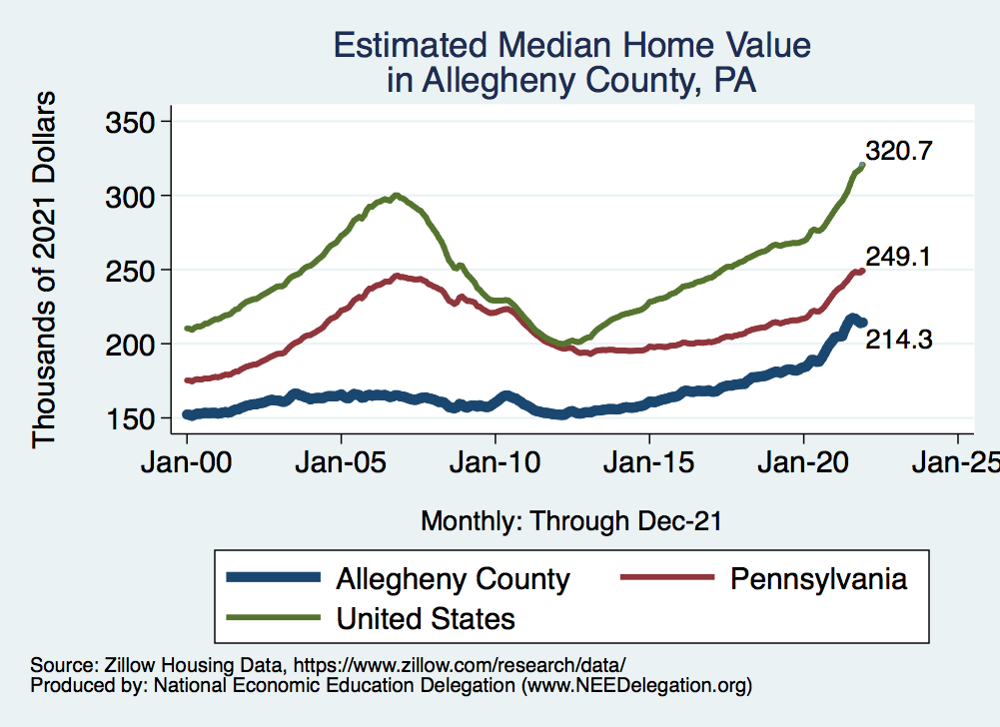 Estimated Median Home Value
in Allegheny County, PA
Thousands of 2021 Dollars
350
300
250
200
150
320.7
249.1
214.3
Jan-00 Jan-05 Jan-10 Jan-15 Jan-20 Jan-25
Monthly: Through Dec-21
Allegheny County Pennsylvania
United States
Source: Zillow Housing Data, https://www.zillow.com/research/data/
Produced by: National Economic Education Delegation (www.NEEDelegation.org)